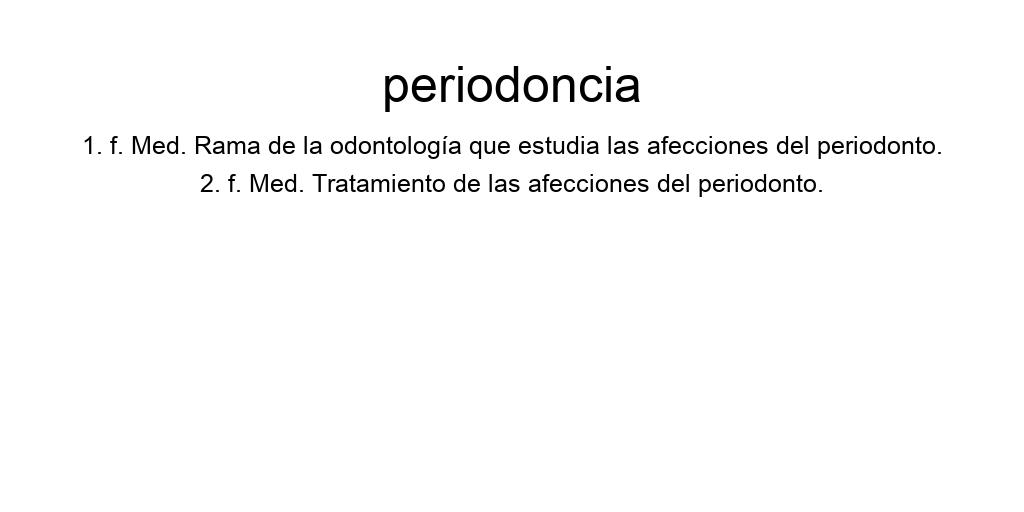 periodoncia
1. f. Med. Rama de la odontología que estudia las afecciones del periodonto.
2. f. Med. Tratamiento de las afecciones del periodonto.